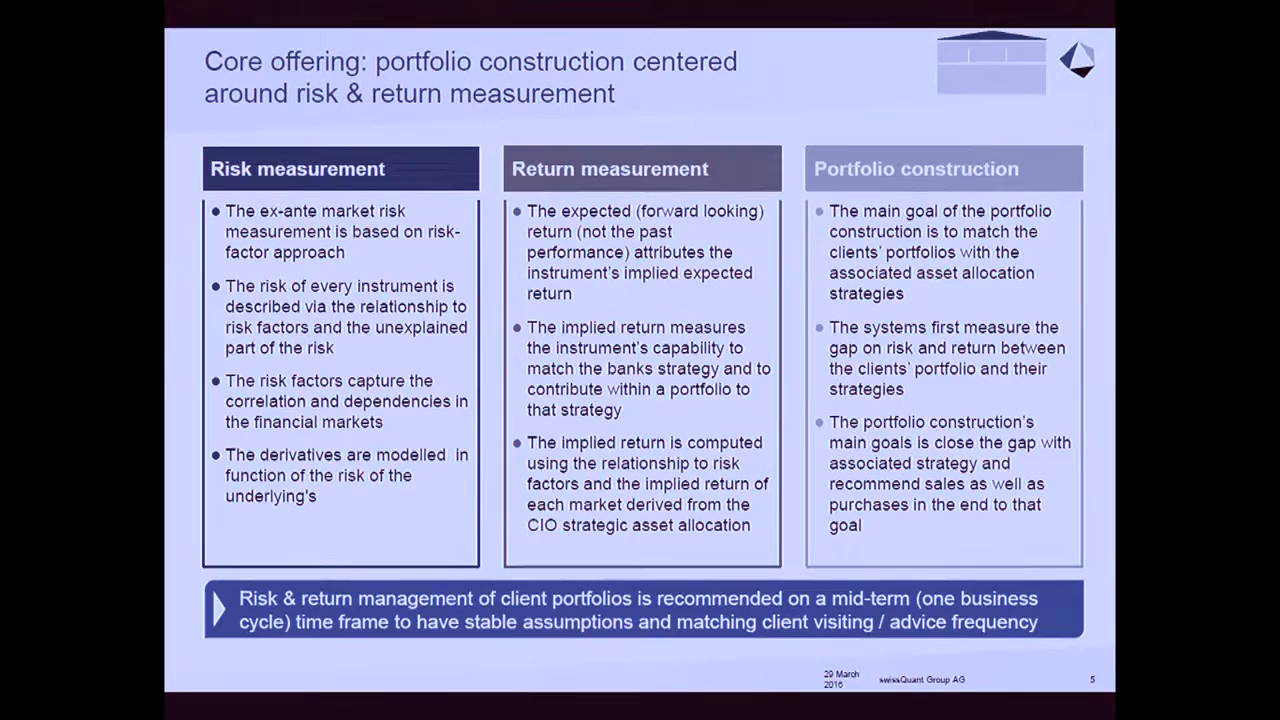 Core offering: portfolio construction centered
around risk & return measurement
Risk measurement
The ex-ante market risk
measurement is based on risk-
factor approach
The risk of every instrument is
described via the relationship to
risk factors and the unexplained
part of the risk
The risk factors capture the
correlation and dependencies in
the financial markets
The derivatives are modelled in
function of the risk of the
underlying's
Return measurement
The expected (forward looking)
return (not the past
performance) attributes the
instrument's implied expected
return
The implied return measures
the instrument's capability to
match the banks strategy and to
contribute within a portfolio to
that strategy
The implied return is computed
using the relationship to risk
factors and the implied return of
each market derived from the
CIO strategic asset allocation
Portfolio construction
The main goal of the portfolio
construction is to match the
clients' portfolios with the
associated asset allocation
strategies
The systems first measure the
gap on risk and return between
the clients' portfolio and their
strategies
The portfolio construction's
main goals is close the gap with
associated strategy and
recommend sales as well as
purchases in the end to that
goal
Risk & return management of client portfolios is recommended on a mid-term (one business
cycle) time frame to have stable assumptions and matching client visiting / advice frequency
29 March
2016
swissQuant Group AG
5